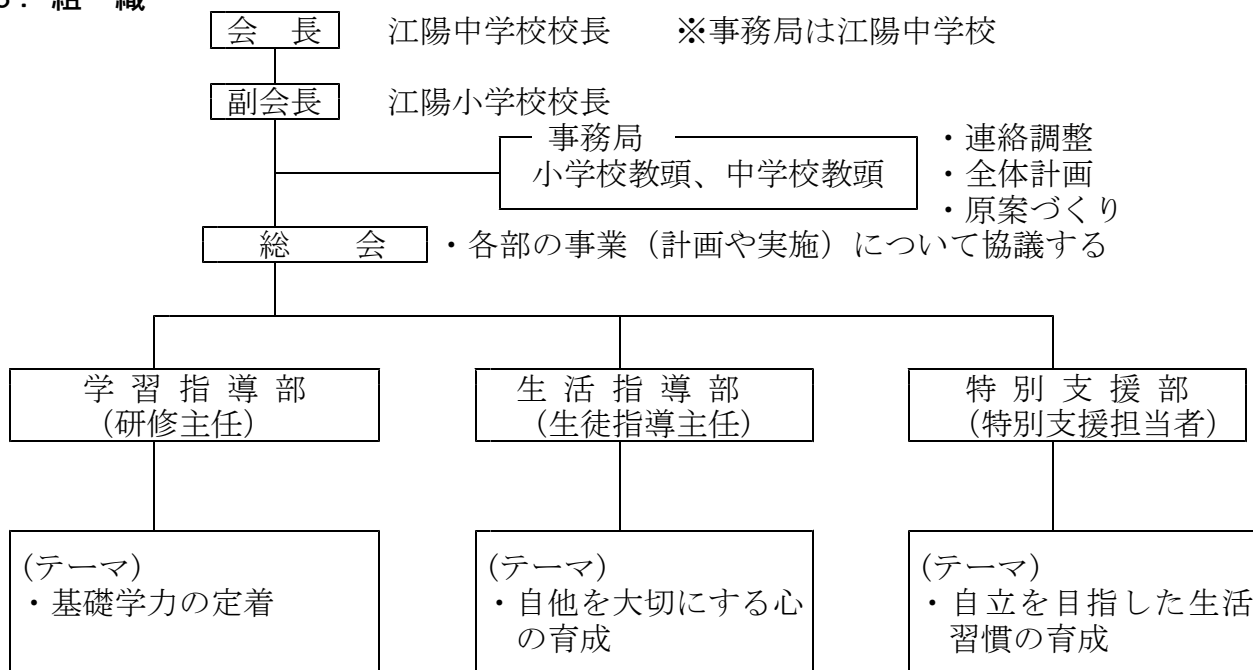 組 織
会 長 江陽中学校校長 ※事務局は江陽中学校
副会長 江陽小学校校長
事務局
小学校教頭、中学校教頭
・連絡調整
・全体計画
・原案づくり
総 会 ・各部の事業(計画や実施)について協議する
学習指導部
(研修主任)
生活指導部
(生徒指導主任)
特別支援部
(特別支援担当者)
(テーマ)
・基礎学力の定着
(テーマ)
・自他を大切にする心
の育成
(テーマ)
・自立を目指した生活
習慣の育成